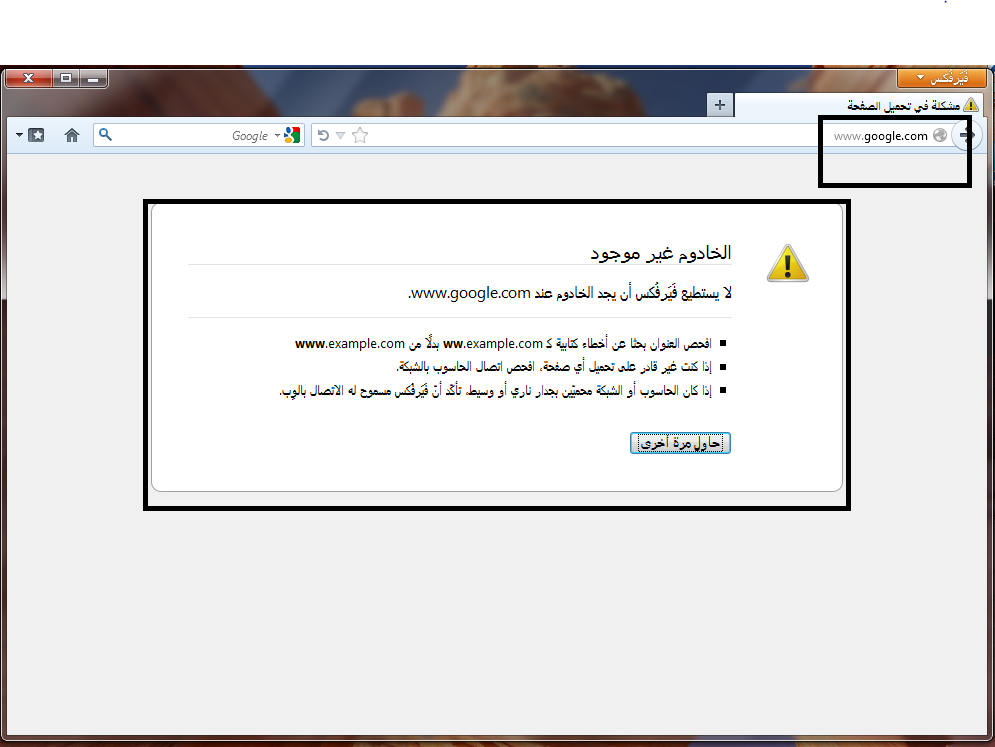 فَيَرفُكس
مشكلة في تحميل الصفحة
www.google.com
Google
الخادوم غير موجود
لا يستطيع فَيَرفُكس أن يجد الخادوم عند www.google.com.
افحص العنوان بحثا عن أخطاء كتابية كـ ww.example.com بدلًا من www.example.com
إذا كنت غير قادر على تحميل أي صفحة، افحص اتصال الحاسوب بالشبكة.
إذا كان الحاسوب أو الشبكة محميّين بجدار ناري أو وسيط، تأكّد أنّ فَيَرفُكس مسموح له الاتصال بالوِب.
حاول مرة أخرى